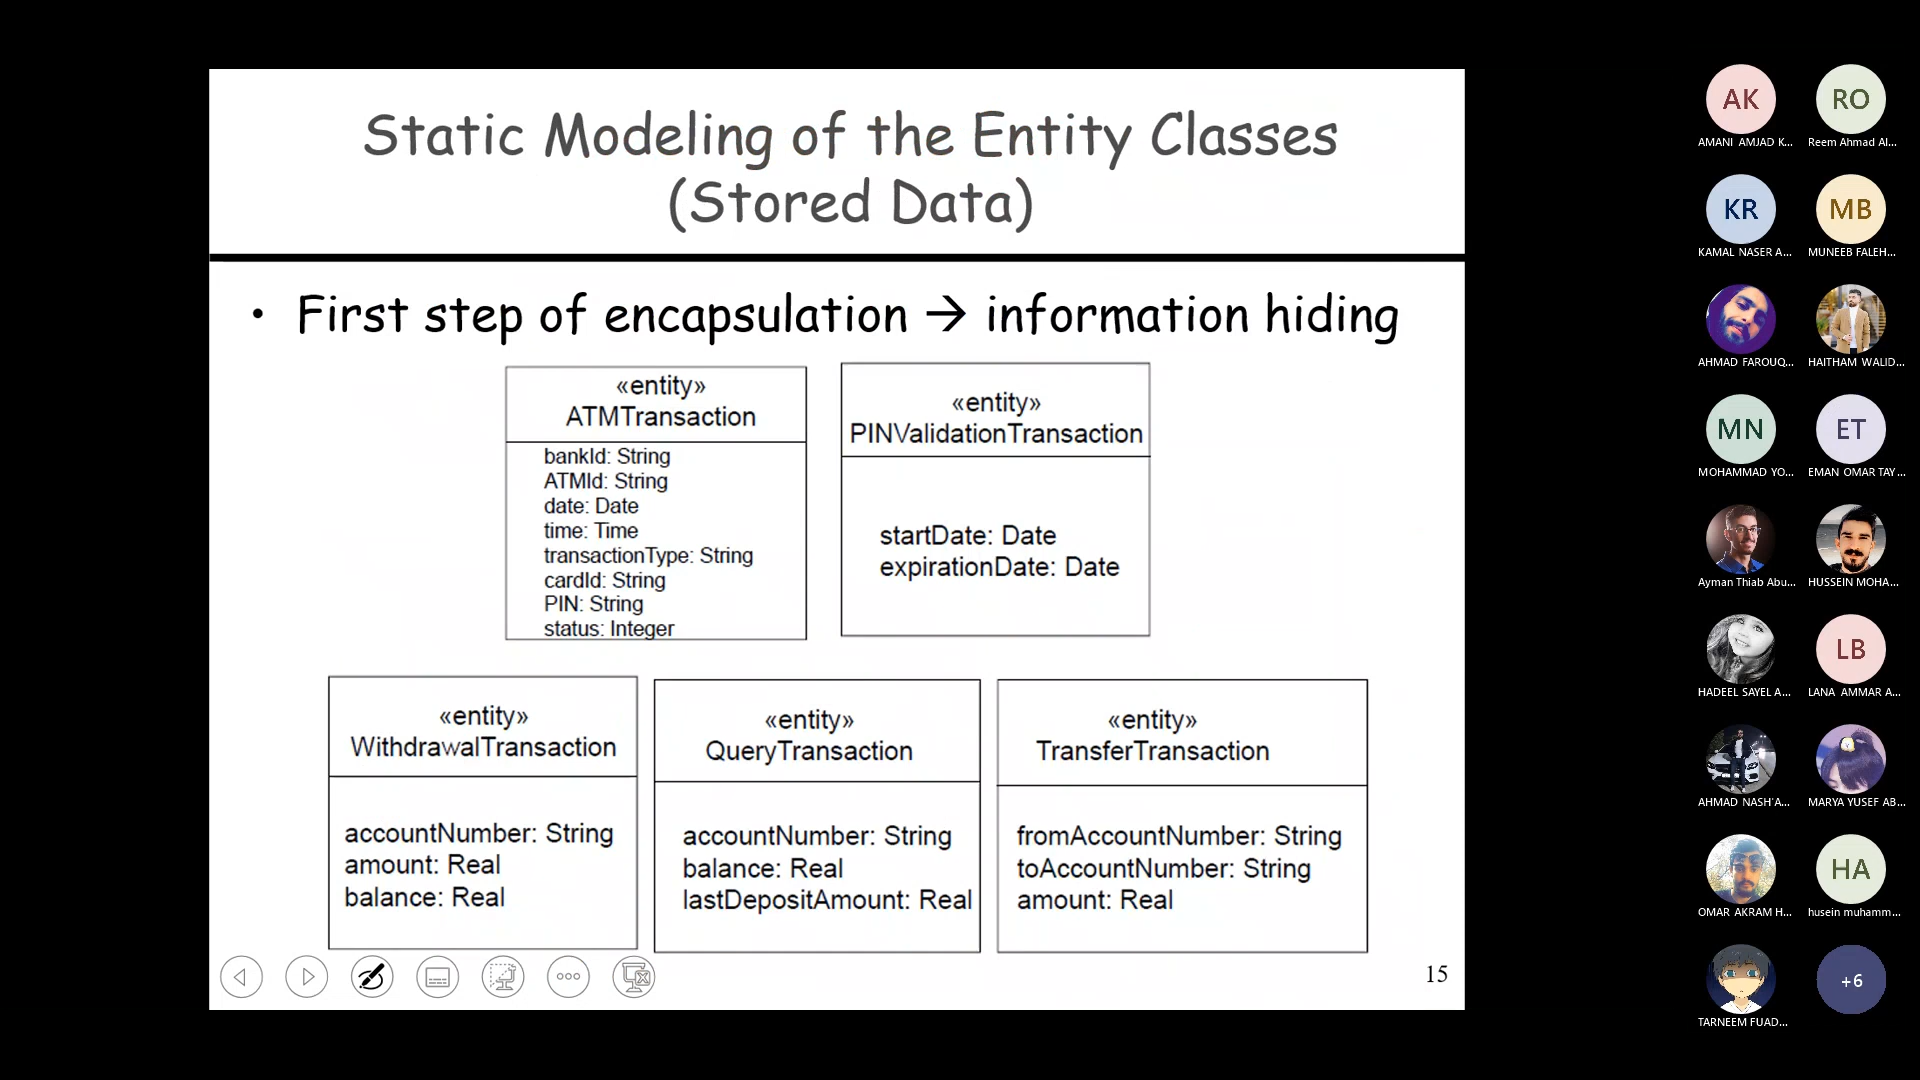 Static Modeling of the Entity Classes
(Stored Data)
• First step of encapsulation → information hiding
«entity»
ATMTransaction
bankId: String
ATMId: String
date: Date
time: Time
transactionType: String
cardId: String
PIN: String
status: Integer
«entity»
PINValidationTransaction
startDate: Date
expirationDate: Date
«entity»
WithdrawalTransaction
accountNumber: String
amount: Real
balance: Real
«entity»
QueryTransaction
accountNumber: String
balance: Real
lastDepositAmount: Real
«entity»
TransferTransaction
fromAccountNumber: String
toAccountNumber: String
amount: Real
15
AK
AMANI AMJAD K...
RO
Reem Ahmad Al...
KR
KAMAL NASER A...
MB
MUNEEB FALEH...
AHMAD FAROUQ...
HAITHAM WALID...
MN
MOHAMMAD YO...
ET
EMAN OMAR TAY...
Ayman Thiab Abu...
HUSSEIN MOHA...
HADEEL SAYEL A...
LB
LANA AMMAR A...
AHMAD NASH'A...
MARYA YUSEF AB...
OMAR AKRAM H...
HA
husein muhamm...
TARNEEM FUAD...
+6